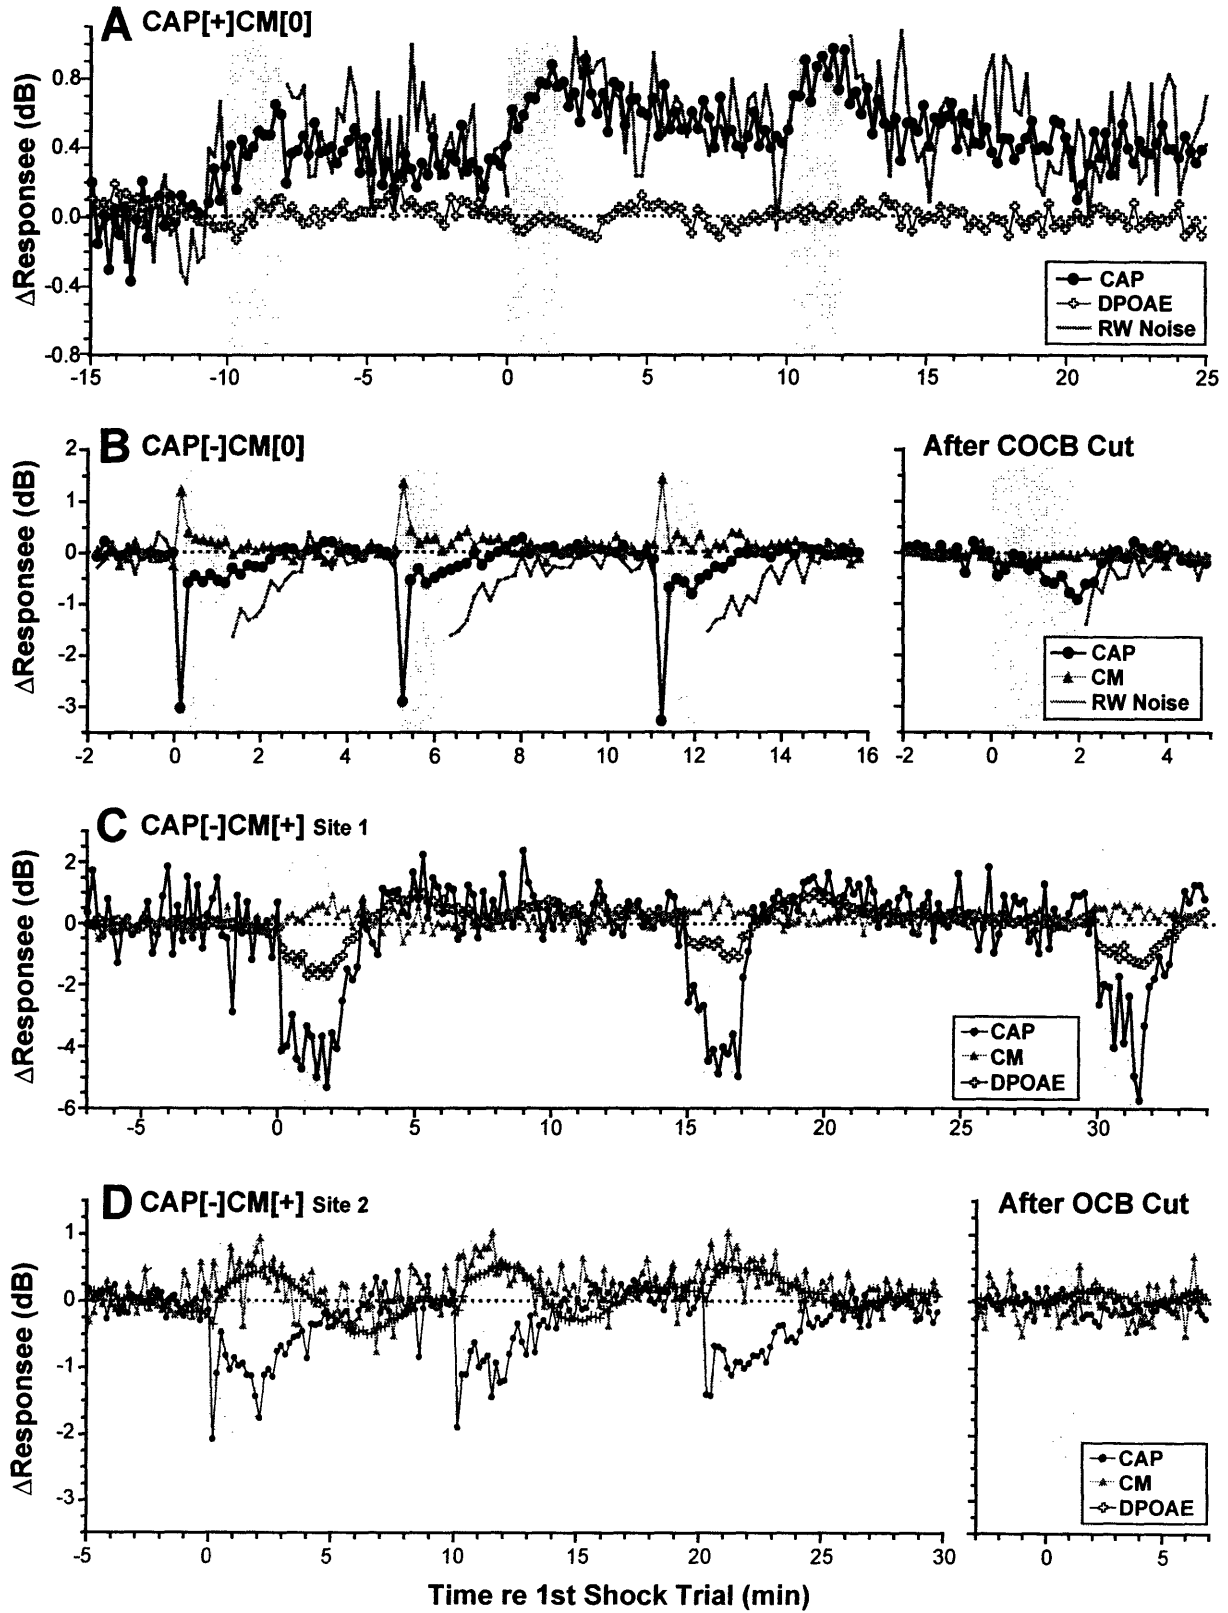 A CAP[+]CM[0]
ΔResponsee (dB)
0.8
0.4
0.0
-0.4
-0.8
CAP
DPOAE
RW Noise
-15 -10 -5 0 5 10 15 20 25
B CAP[-]CM[0]
After COCB Cut
ΔResponsee (dB)
2
1
0
-1
-2
-3
CAP
CM
RW Noise
-2 0 2 4 6 8 10 12 14 16
-2 0 2 4
C CAP[-]CM[+] Site 1
ΔResponsee (dB)
2
0
-2
-4
-6
CAP
CM
DPOAE
-5 0 5 10 15 20 25 30
D CAP[-]CM[+] Site 2
After OCB Cut
ΔResponsee (dB)
1
0
-1
-2
-3
CAP
CM
DPOAE
-5 0 5 10 15 20 25 30
0 5
Time re 1st Shock Trial (min)